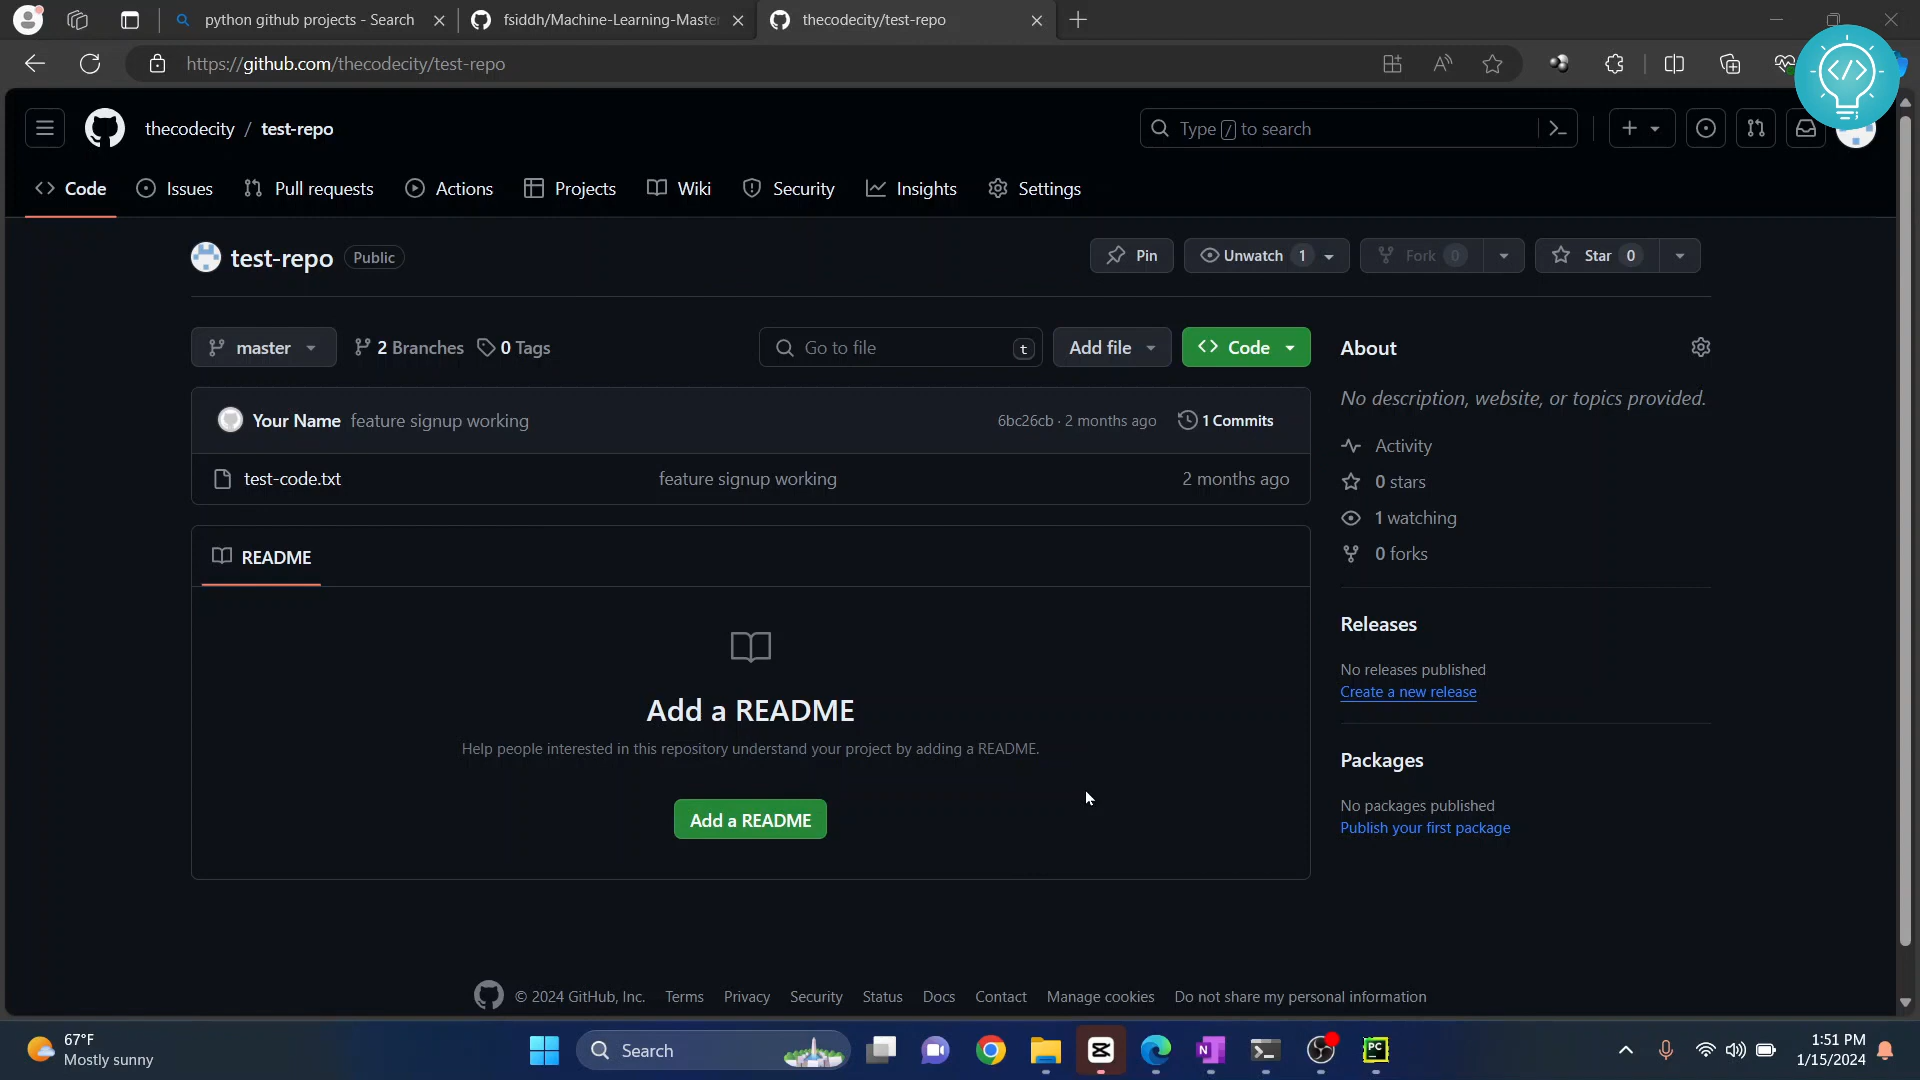 python github projects - Search
fsiddh/Machine-Learning-Master
thecodecity/test-repo
https://github.com/thecodecity/test-repo
thecodecity / test-repo
Type / to search
Code
Issues
Pull requests
Actions
Projects
Wiki
Security
Insights
Settings
test-repo
Public
Pin
Unwatch 1
Fork 0
Star 0
master
2 Branches
0 Tags
Go to file
t
Add file
Code
About
No description, website, or topics provided.
Your Name feature signup working
6bc26cb · 2 months ago
1 Commits
test-code.txt
feature signup working
2 months ago
Activity
0 stars
1 watching
0 forks
README
Add a README
Help people interested in this repository understand your project by adding a README.
Add a README
Releases
No releases published
Create a new release
Packages
No packages published
Publish your first package
© 2024 GitHub, Inc.
Terms
Privacy
Security
Status
Docs
Contact
Manage cookies
Do not share my personal information
67°F
Mostly sunny
Search
N
PC
1:51 PM
1/15/2024